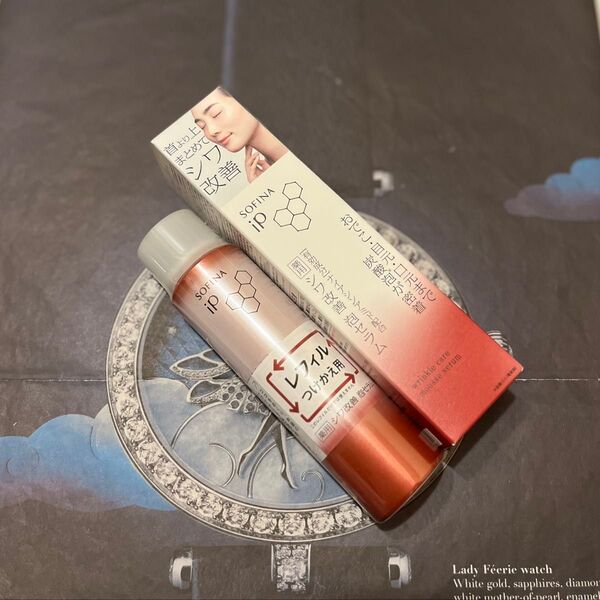 首より上
まとめて
シワ
改善
SOFINA
iP
おでこ・目元・口元まで
炭酸泡が密着
薬用
シワ改善 泡セラム
wrinkle care
mousse serum
SOFINA
iP
レフィル
つけかえ用
薬用 シワ改善
Lady Féerie watch
White gold, sapphires, diamon
white mother-of-pearl, enamel